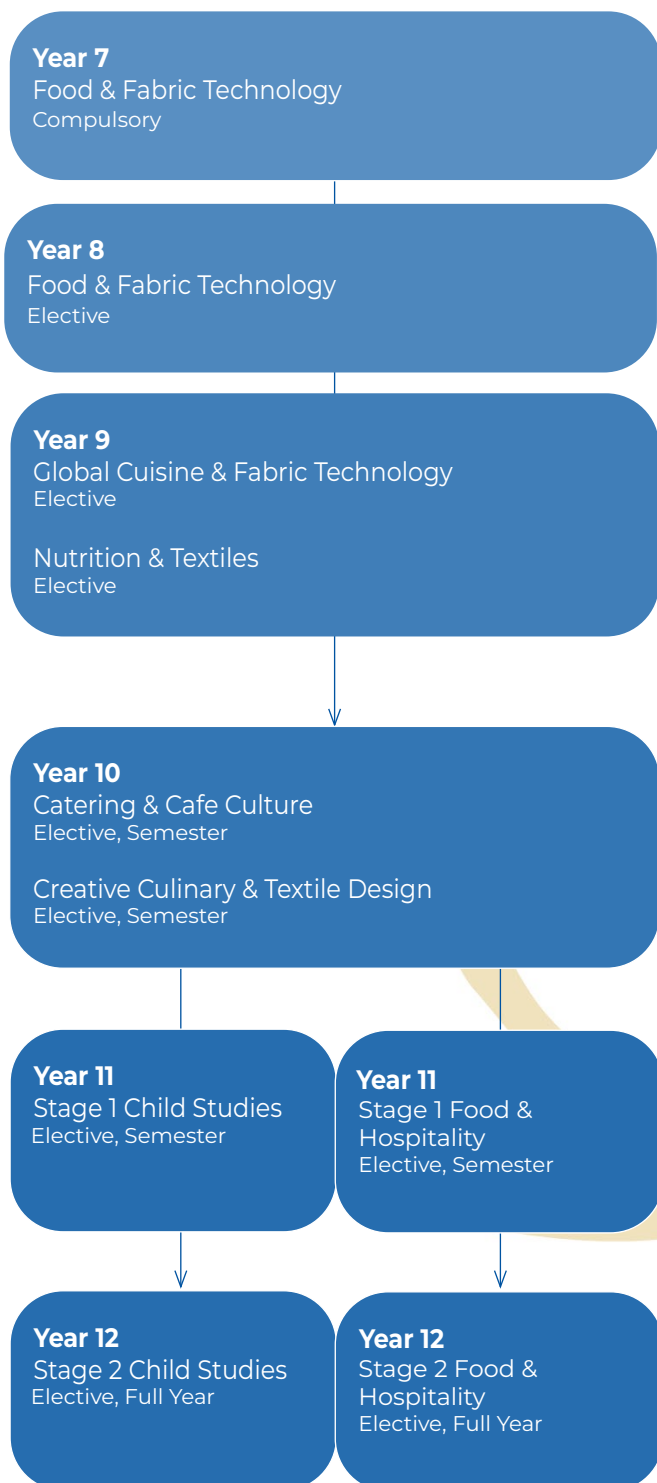 Year 7
Food & Fabric Technology
Compulsory
Year 8
Food & Fabric Technology
Elective
Year 9
Global Cuisine & Fabric Technology
Elective
Nutrition & Textiles
Elective
Year 10
Catering & Cafe Culture
Elective, Semester
Creative Culinary & Textile Design
Elective, Semester
Year 11
Stage 1 Child Studies
Elective, Semester
Year 11
Stage 1 Food &
Hospitality
Elective, Semester
Year 12
Stage 2 Child Studies
Elective, Full Year
Year 12
Stage 2 Food &
Hospitality
Elective, Full Year